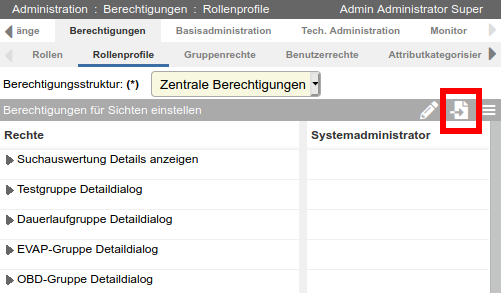 Administration : Berechtigungen : Rollenprofile Admin Administrator Super
änge Berechtigungen Basisadministration Tech. Administration Monitor
Rollen Rollenprofile Gruppenrechte Benutzerrechte Attributkategorisier
Berechtigungsstruktur: (*) Zentrale Berechtigungen
Berechtigungen für Sichten einstellen
Rechte Systemadministrator
Suchauswertung Details anzeigen
Testgruppe Detaildialog
Dauerlaufgruppe Detaildialog
EVAP-Gruppe Detaildialog
OBD-Gruppe Detaildialog